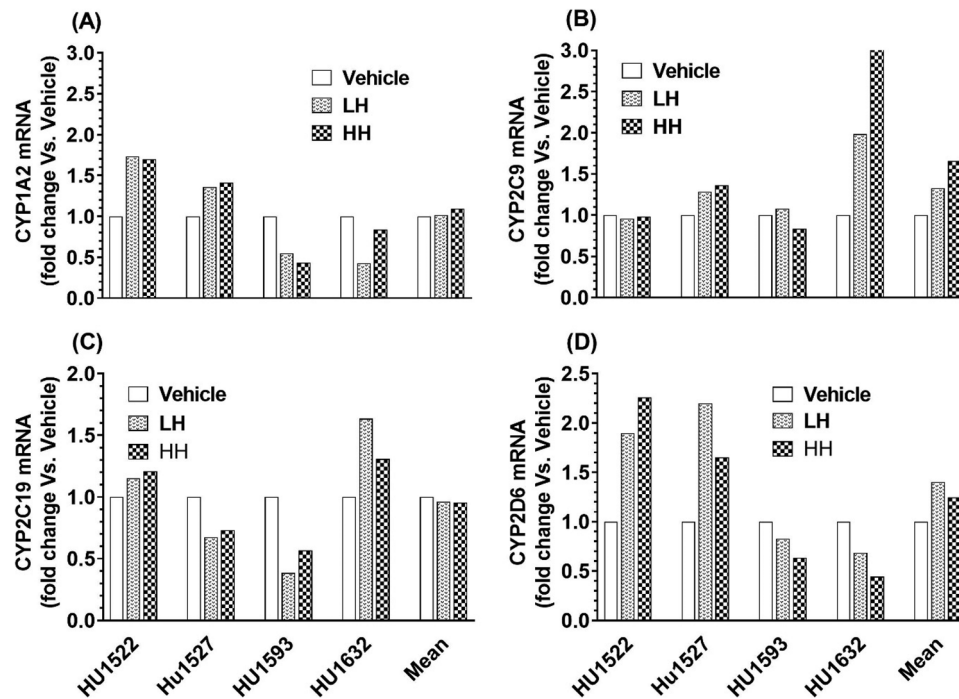 (A)
CYP1A2 mRNA
(fold change Vs. Vehicle)
3.0
2.5
2.0
1.5
1.0
0.5
0.0
Vehicle
LH
HH
(B)
CYP2C9 mRNA
(fold change Vs. Vehicle)
3.0
2.5
2.0
1.5
1.0
0.5
0.0
Vehicle
LH
HH
(C)
CYP2C19 mRNA
(fold change Vs. Vehicle)
2.0
1.5
1.0
0.5
0.0
Vehicle
LH
HH
HU1522
Hu1527
HU1593
HU1632
Mean
(D)
CYP2D6 mRNA
(fold change Vs. Vehicle)
2.5
2.0
1.5
1.0
0.5
0.0
Vehicle
LH
HH
HU1522
Hu1527
HU1593
HU1632
Mean